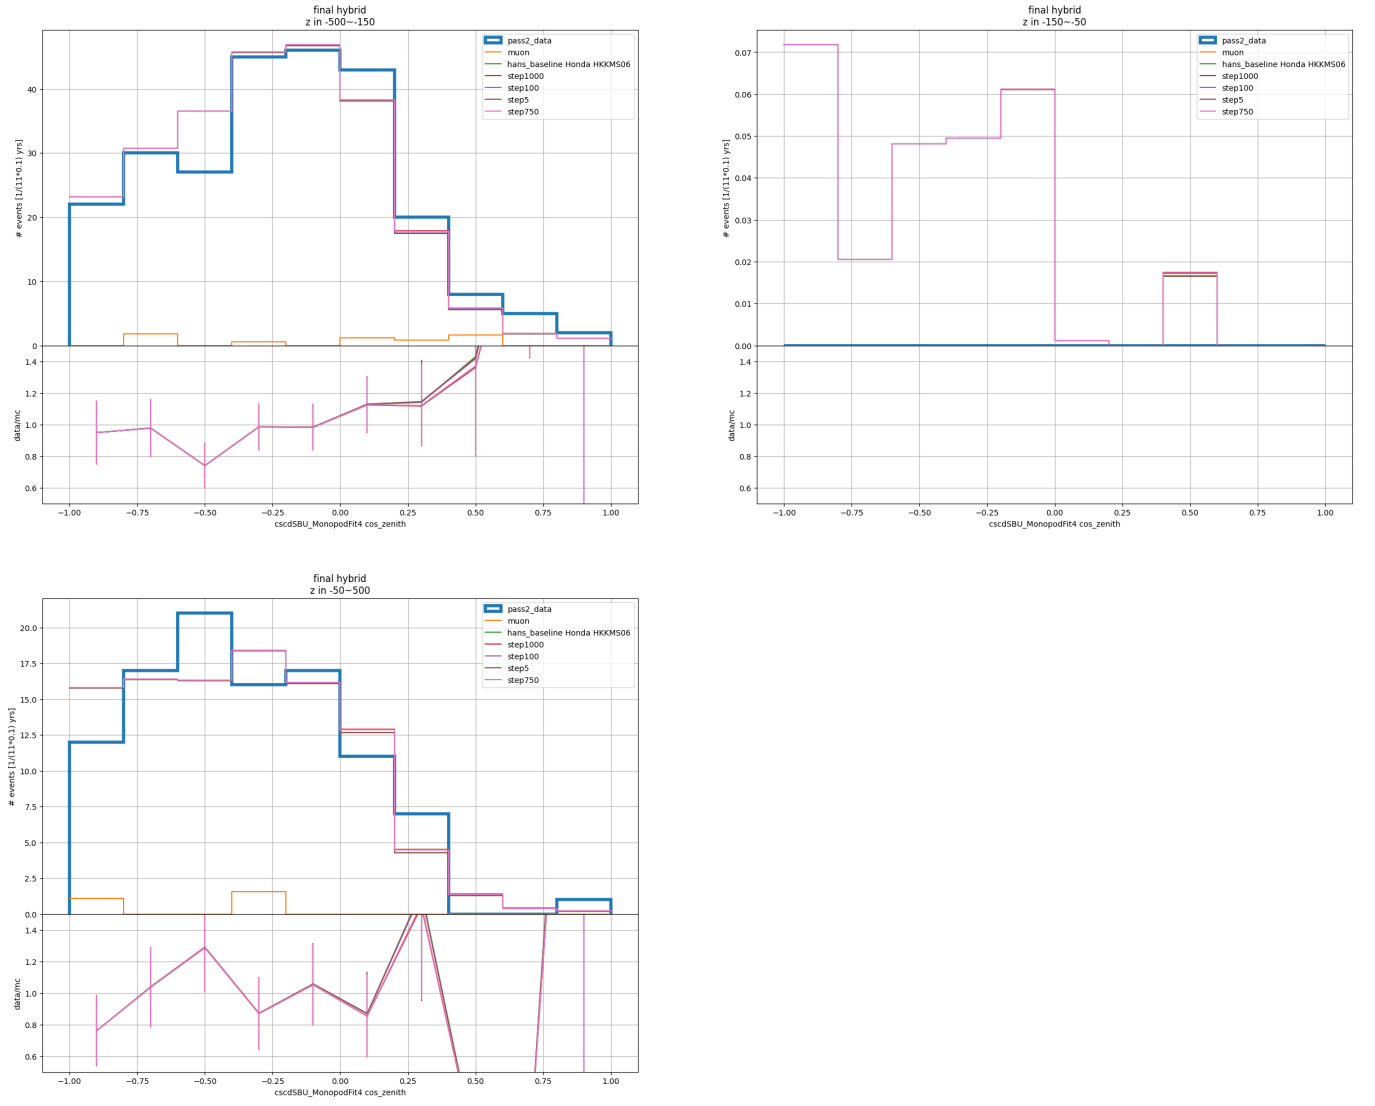 final hybrid
z in -500~-150
pass2_data
muon
hans_baseline Honda HKKMS06
step1000
step100
step5
step750
# events [1/(11*0.1) yrs]
40
30
20
10
0
1.4
1.2
1.0
0.8
0.6
data/mc
−1.00 −0.75 −0.50 −0.25 0.00 0.25 0.50 0.75 1.00
cscdSBU_MonopodFit4 cos_zenith
final hybrid
z in -150~-50
pass2_data
muon
hans_baseline Honda HKKMS06
step1000
step100
step5
step750
# events [1/(11*0.1) yrs]
0.07
0.06
0.05
0.04
0.03
0.02
0.01
0.00
1.4
1.2
1.0
0.8
0.6
data/mc
−1.00 −0.75 −0.50 −0.25 0.00 0.25 0.50 0.75 1.00
cscdSBU_MonopodFit4 cos_zenith
final hybrid
z in -50~500
pass2_data
muon
hans_baseline Honda HKKMS06
step1000
step100
step5
step750
# events [1/(11*0.1) yrs]
20.0
17.5
15.0
12.5
10.0
7.5
5.0
2.5
0.0
1.4
1.2
1.0
0.8
0.6
data/mc
−1.00 −0.75 −0.50 −0.25 0.00 0.25 0.50 0.75 1.00
cscdSBU_MonopodFit4 cos_zenith